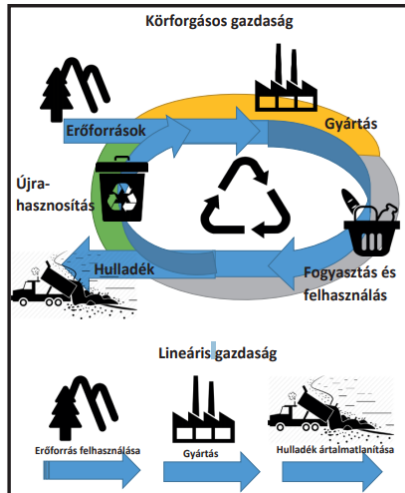 Körforgásos gazdaság
Erőforrások
Gyártás
Újra-
hasznosítás
Hulladék
Fogyasztás és
felhasználás
Lineáris gazdaság
Erőforrás felhasználása
Gyártás
Hulladék ártalmatlanítása